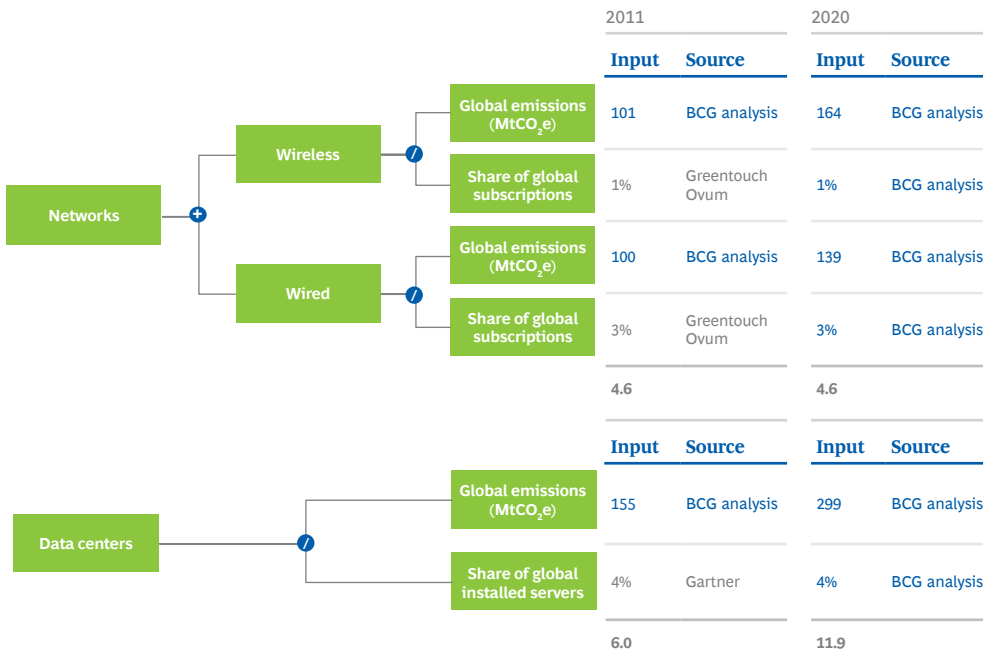 2011 2020
Input Source Input Source
Global emissions
(MtCO2e)
101 BCG analysis 164 BCG analysis
Wireless
/
Share of global
subscriptions
1% Greentouch
Ovum
1% BCG analysis
Networks
+
Global emissions
(MtCO2e)
100 BCG analysis 139 BCG analysis
Wired
/
Share of global
subscriptions
3% Greentouch
Ovum
3% BCG analysis
4.6 4.6
Input Source Input Source
Global emissions
(MtCO2e)
155 BCG analysis 299 BCG analysis
Data centers
/
Share of global
installed servers
4% Gartner 4% BCG analysis
6.0 11.9